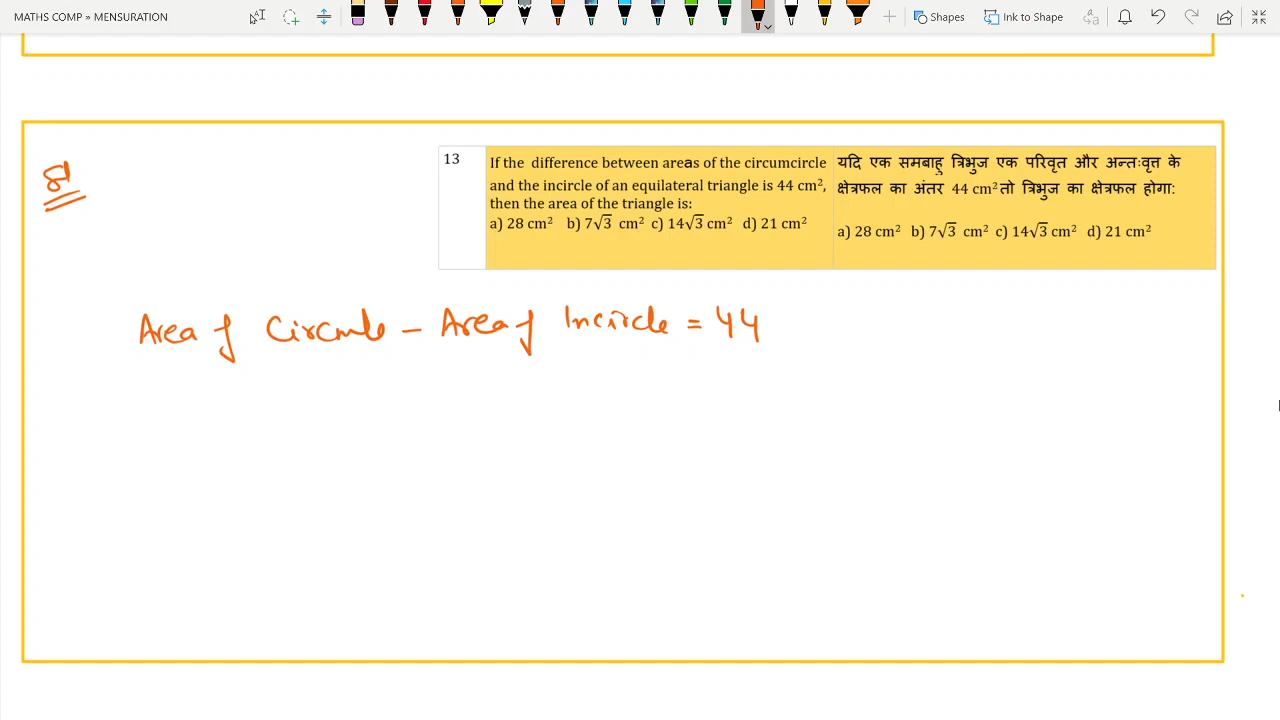 MATHS COMP » MENSURATION
Shapes
Ink to Shape
13
If the difference between areas of the circumcircle
and the incircle of an equilateral triangle is 44 cm²,
then the area of the triangle is:
a) 28 cm² b) 7√3 cm² c) 14√3 cm² d) 21 cm²
यदि एक समबाहु त्रिभुज एक परिवृत और अन्तःवृत्त के
क्षेत्रफल का अंतर 44 cm² तो त्रिभुज का क्षेत्रफल होगा:
a) 28 cm² b) 7√3 cm² c) 14√3 cm² d) 21 cm²
Area of - Area of Incircle = 44